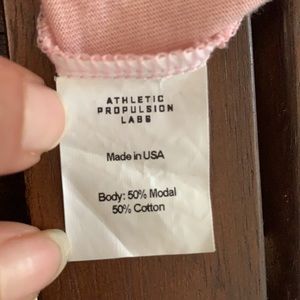 ATHLETIC
PROPULSION
LABS
Made in USA
Body: 50% Modal
50% Cotton